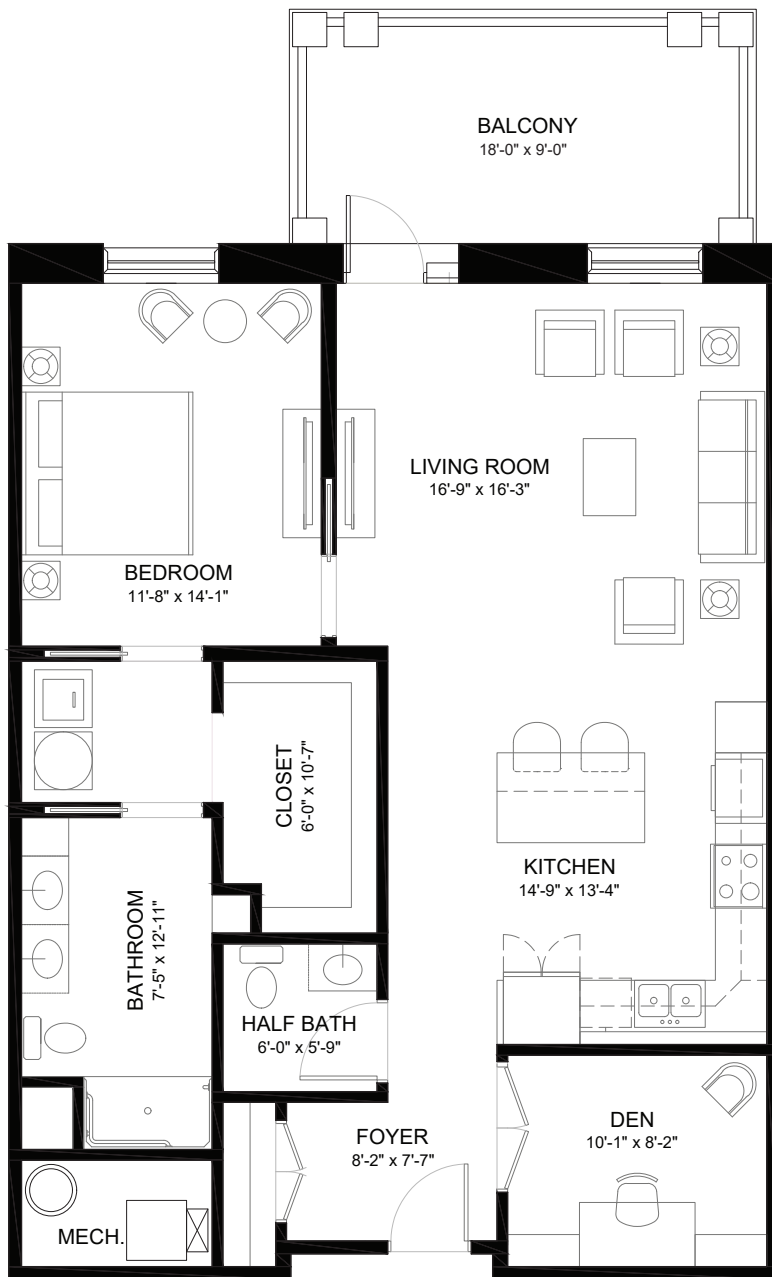 BALCONY
18'-0" x 9'-0"
LIVING ROOM
16'-9" x 16'-3"
BEDROOM
11'-8" x 14'-1"
CLOSET
6'-0" x 10'-7"
KITCHEN
14'-9" x 13'-4"
BATHROOM
7'-5" x 12'-11"
HALF BATH
6'-0" x 5'-9"
FOYER
8'-2" x 7'-7"
DEN
10'-1" x 8'-2"
MECH.